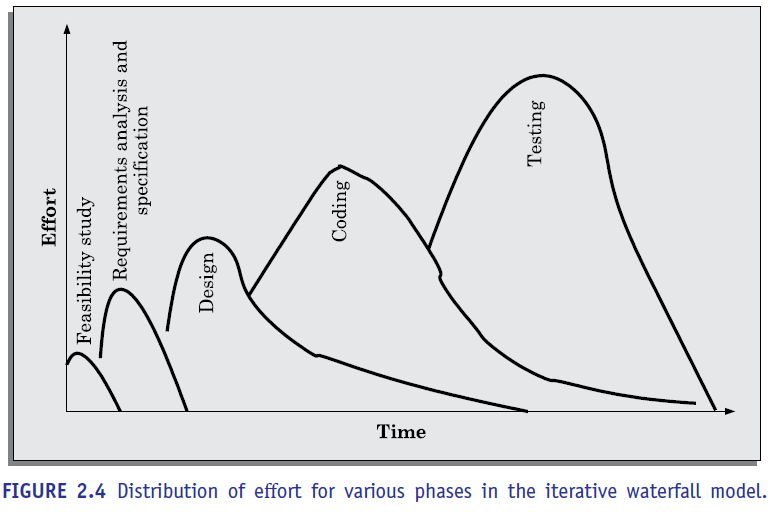 Effort
Feasibility study
Requirements analysis and
specification
Design
Coding
Testing
Time
FIGURE 2.4 Distribution of effort for various phases in the iterative waterfall model.